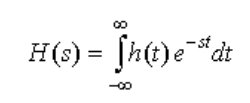 H(s) = ∫_{-∞}^{∞} h(t) e^{-st} dt